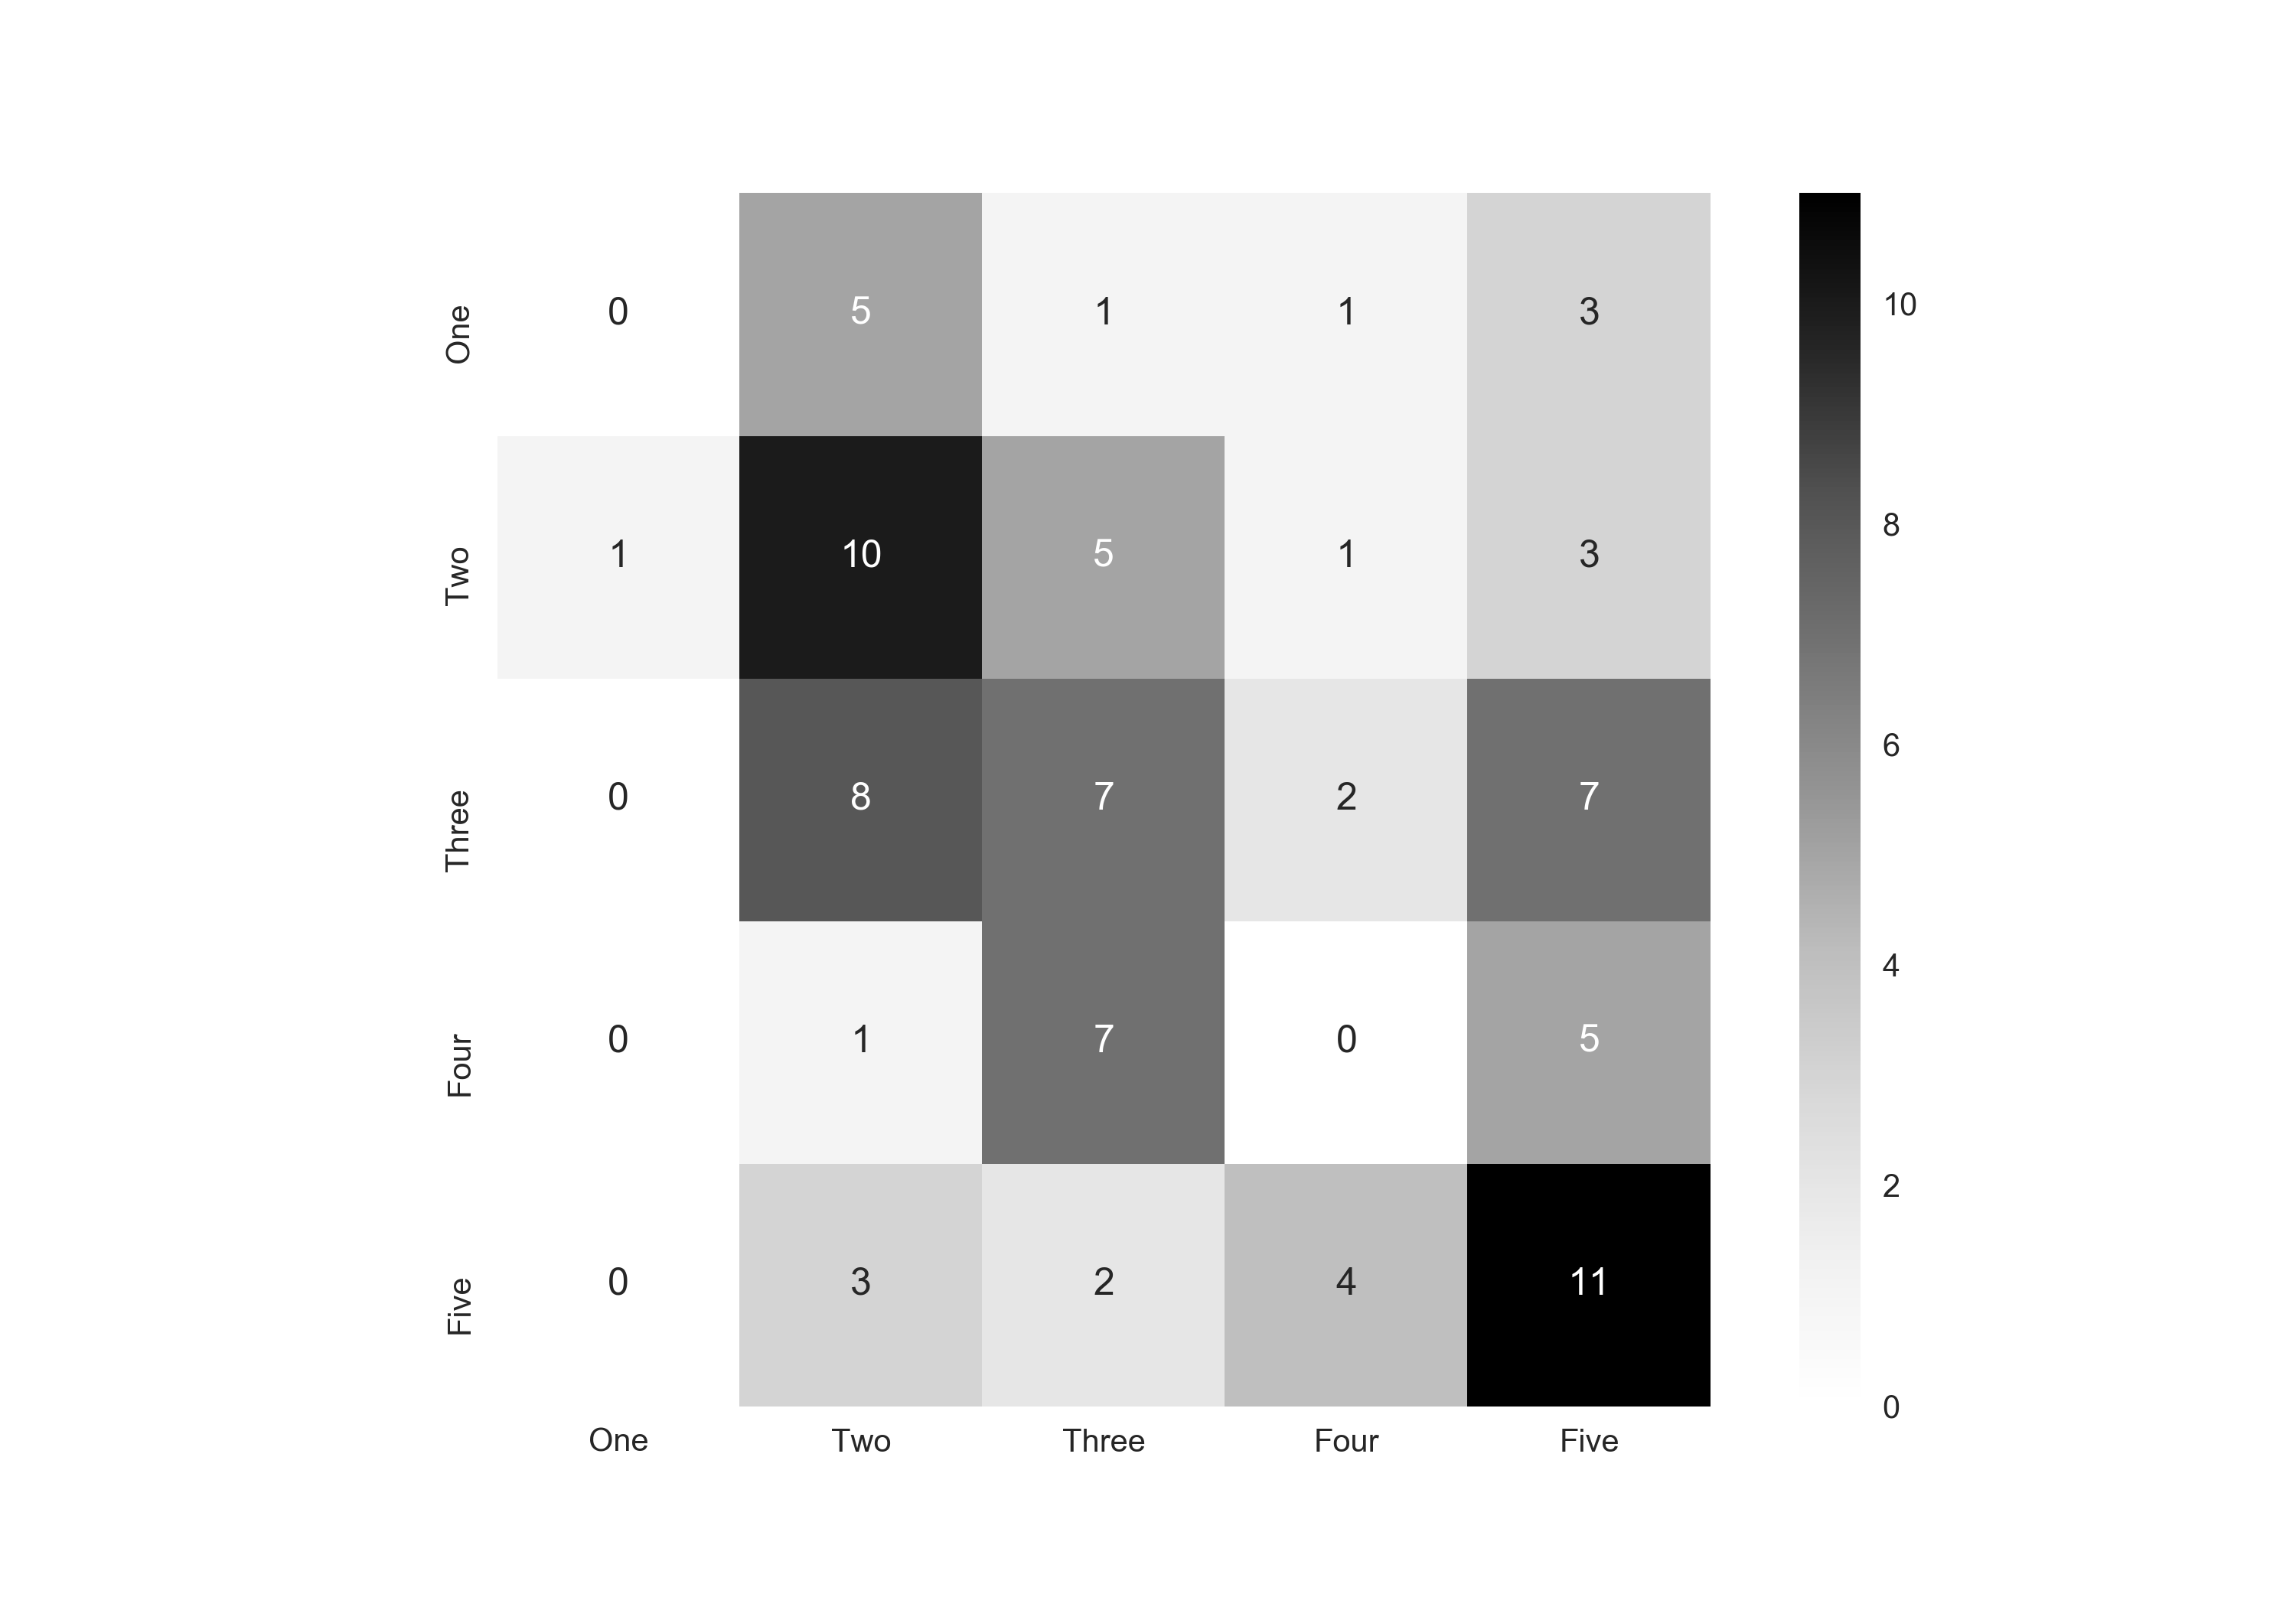 One 0 5 1 1 3 10
Two 1 10 5 1 3 8
Three 0 8 7 2 7 6
Four 0 1 7 0 5 4
Five 0 3 2 4 11 2
0
One Two Three Four Five